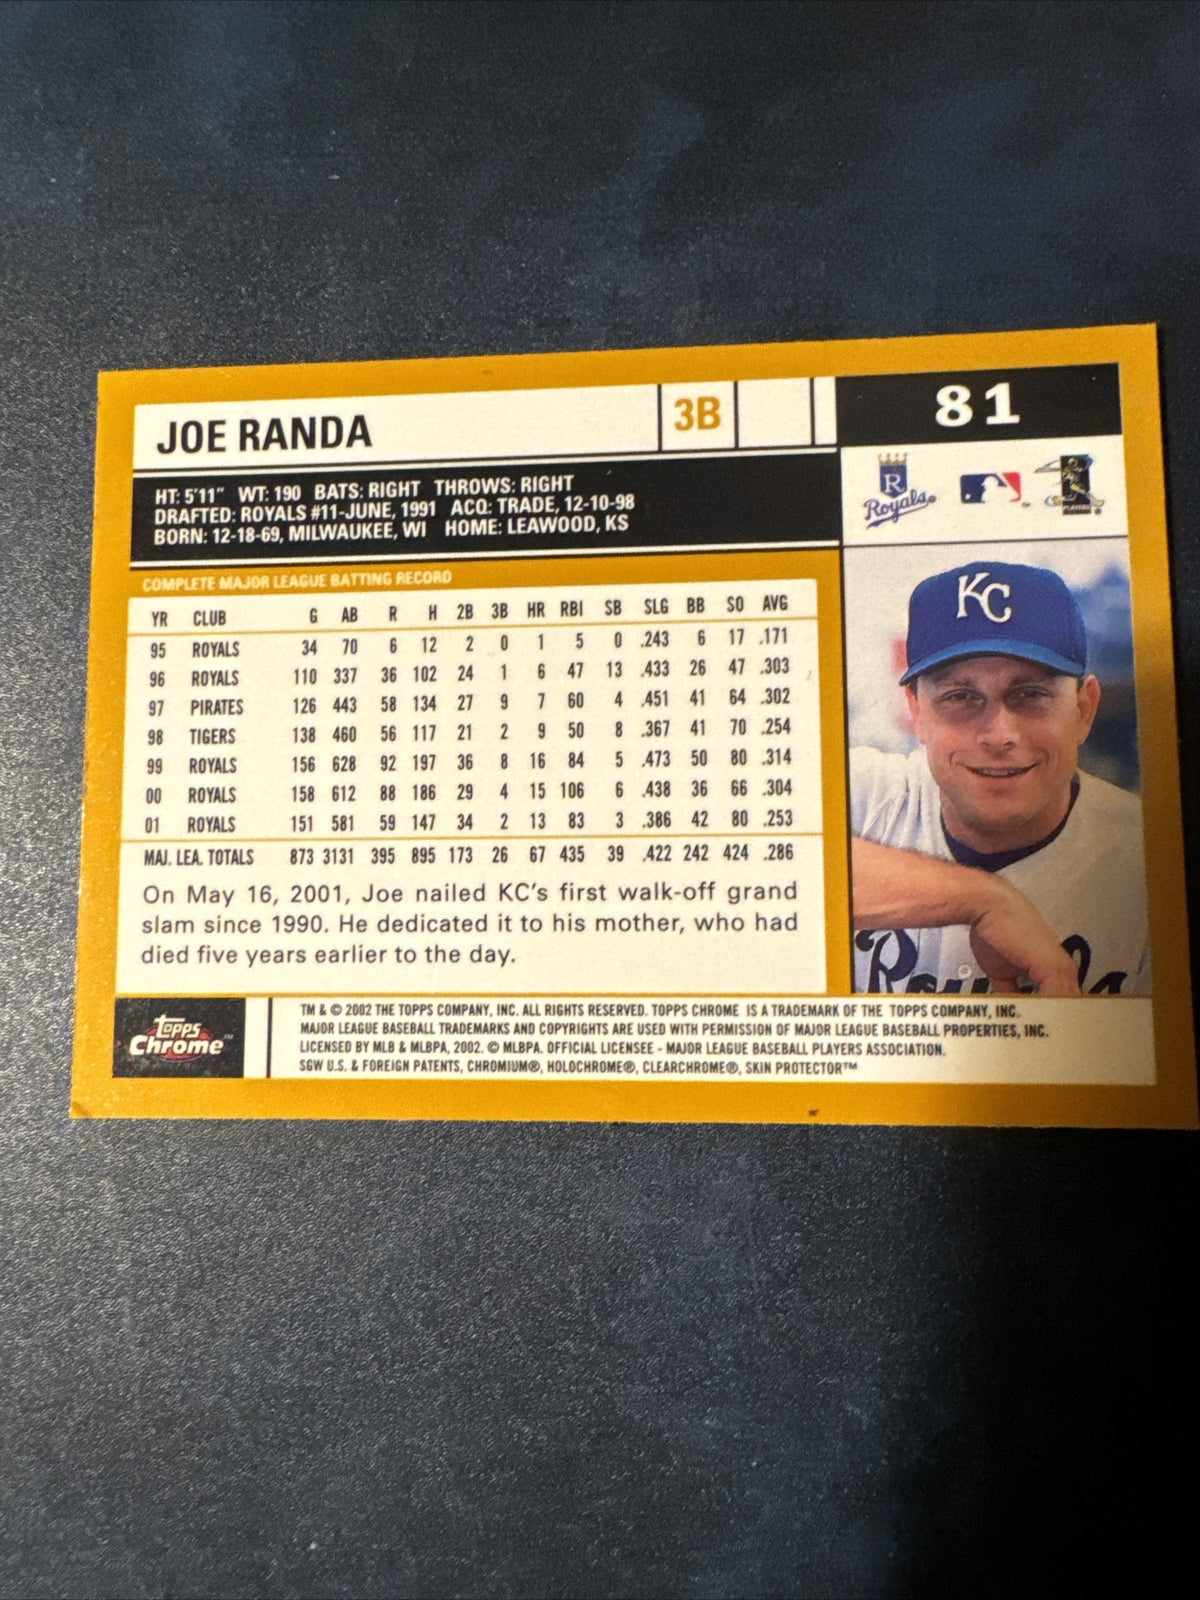 JOE RANDA
3B
81
HT: 5'11" WT: 190 BATS: RIGHT THROWS: RIGHT
DRAFTED: ROYALS #11-JUNE, 1991 ACQ: TRADE, 12-10-98
BORN: 12-18-69, MILWAUKEE, WI HOME: LEAWOOD, KS
R
Royals
PLAYERS
KC
COMPLETE MAJOR LEAGUE BATTING RECORD
YR CLUB G AB R H 2B 3B HR RBI SB SLG BB SO AVG
95 ROYALS 34 70 6 12 2 0 1 5 0 .243 6 17 .171
96 ROYALS 110 337 36 102 24 1 6 47 13 .433 26 47 .303
97 PIRATES 126 443 58 134 27 9 7 60 4 .451 41 64 .302
98 TIGERS 138 460 56 117 21 2 9 50 8 .367 41 70 .254
99 ROYALS 156 628 92 197 36 8 16 84 5 .473 50 80 .314
00 ROYALS 158 612 88 186 29 4 15 106 6 .438 36 66 .304
01 ROYALS 151 581 59 147 34 2 13 83 3 .386 42 80 .253
MAJ. LEA. TOTALS 873 3131 395 895 173 26 67 435 39 .422 242 424 .286
On May 16, 2001, Joe nailed KC's first walk-off grand
slam since 1990. He dedicated it to his mother, who had
died five years earlier to the day.
Royals
Topps
Chrome™
TM & © 2002 THE TOPPS COMPANY, INC. ALL RIGHTS RESERVED. TOPPS CHROME IS A TRADEMARK OF THE TOPPS COMPANY, INC.
MAJOR LEAGUE BASEBALL TRADEMARKS AND COPYRIGHTS ARE USED WITH PERMISSION OF MAJOR LEAGUE BASEBALL PROPERTIES, INC.
LICENSED BY MLB & MLBPA, 2002. © MLBPA. OFFICIAL LICENSEE - MAJOR LEAGUE BASEBALL PLAYERS ASSOCIATION.
SGW U.S. & FOREIGN PATENTS, CHROMIUM®, HOLOCHROME®, CLEARCHROME®, SKIN PROTECTOR™